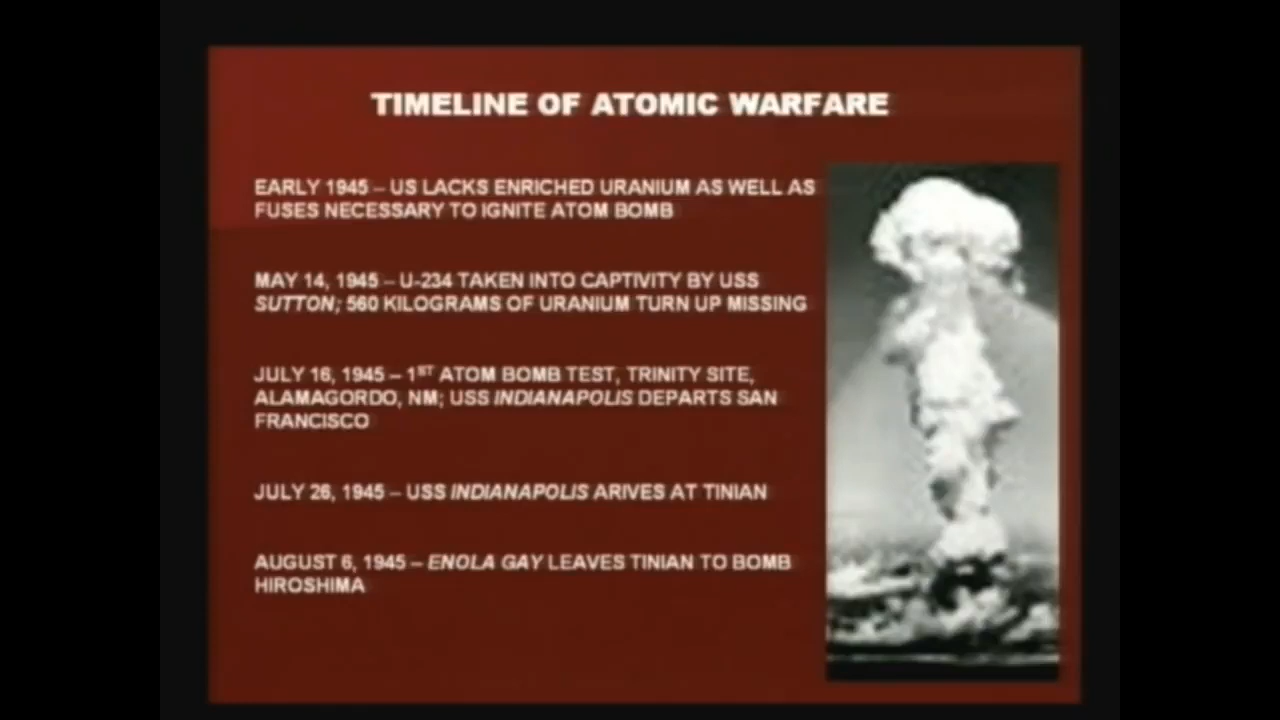 TIMELINE OF ATOMIC WARFARE
EARLY 1945 – US LACKS ENRICHED URANIUM AS WELL AS
FUSES NECESSARY TO IGNITE ATOM BOMB
MAY 14, 1945 – U-234 TAKEN INTO CAPTIVITY BY USS
SUTTON; 560 KILOGRAMS OF URANIUM TURN UP MISSING
JULY 16, 1945 – 1ST ATOM BOMB TEST, TRINITY SITE,
ALAMAGORDO, NM; USS INDIANAPOLIS DEPARTS SAN
FRANCISCO
JULY 26, 1945 – USS INDIANAPOLIS ARIVES AT TINIAN
AUGUST 6, 1945 – ENOLA GAY LEAVES TINIAN TO BOMB
HIROSHIMA